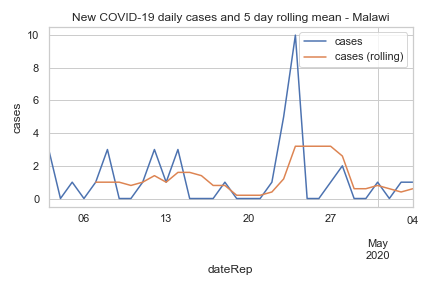 New COVID-19 daily cases and 5 day rolling mean - Malawi
cases
cases (rolling)
cases
10
8
6
4
2
0
06
13
20
27
04
May
2020
dateRep